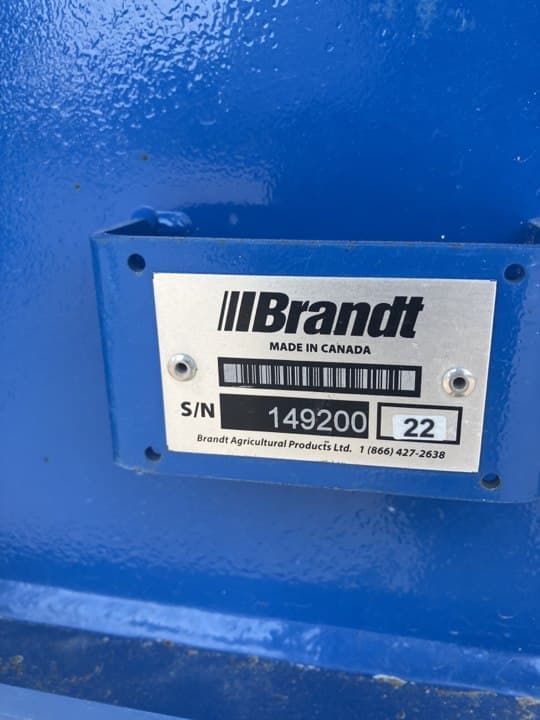 Brandt
MADE IN CANADA
S/N 149200 22
Brandt Agricultural Products Ltd. 1 (866) 427-2638